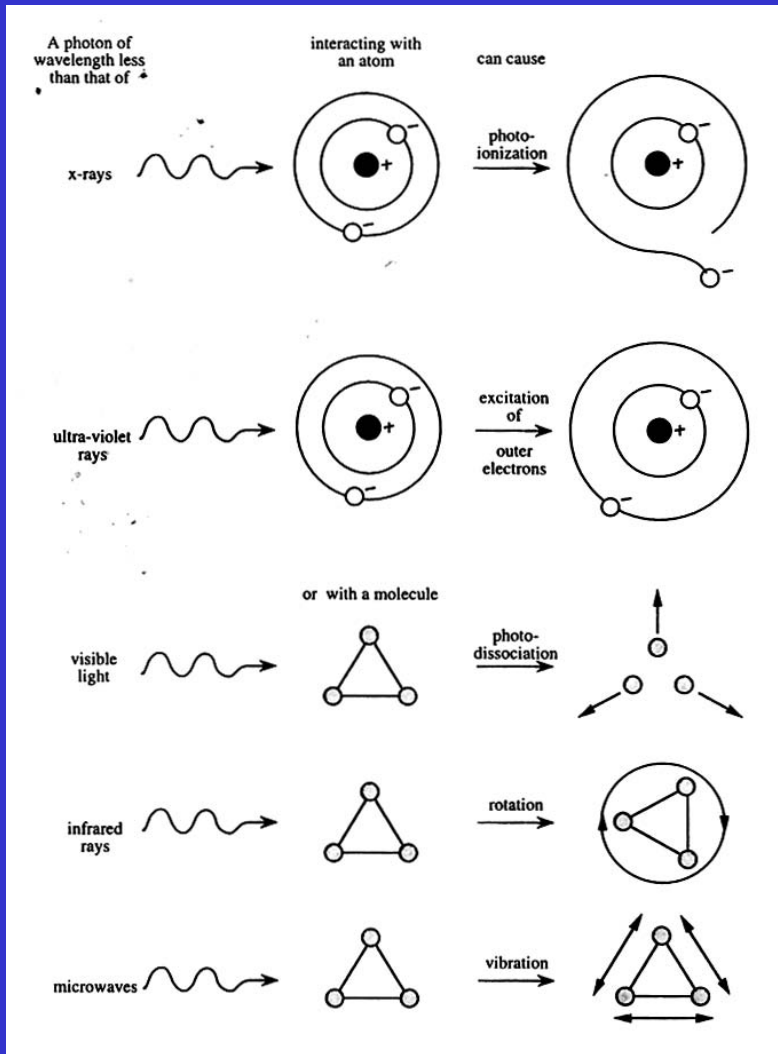 A photon of
wavelength less
than that of
interacting with
an atom
can cause
x-rays
−
+
−
photo-
ionization
−
+
−
ultra-violet
rays
−
+
−
excitation
of
outer
electrons
−
+
−
or with a molecule
visible
light
photo-
dissociation
infrared
rays
rotation
microwaves
vibration